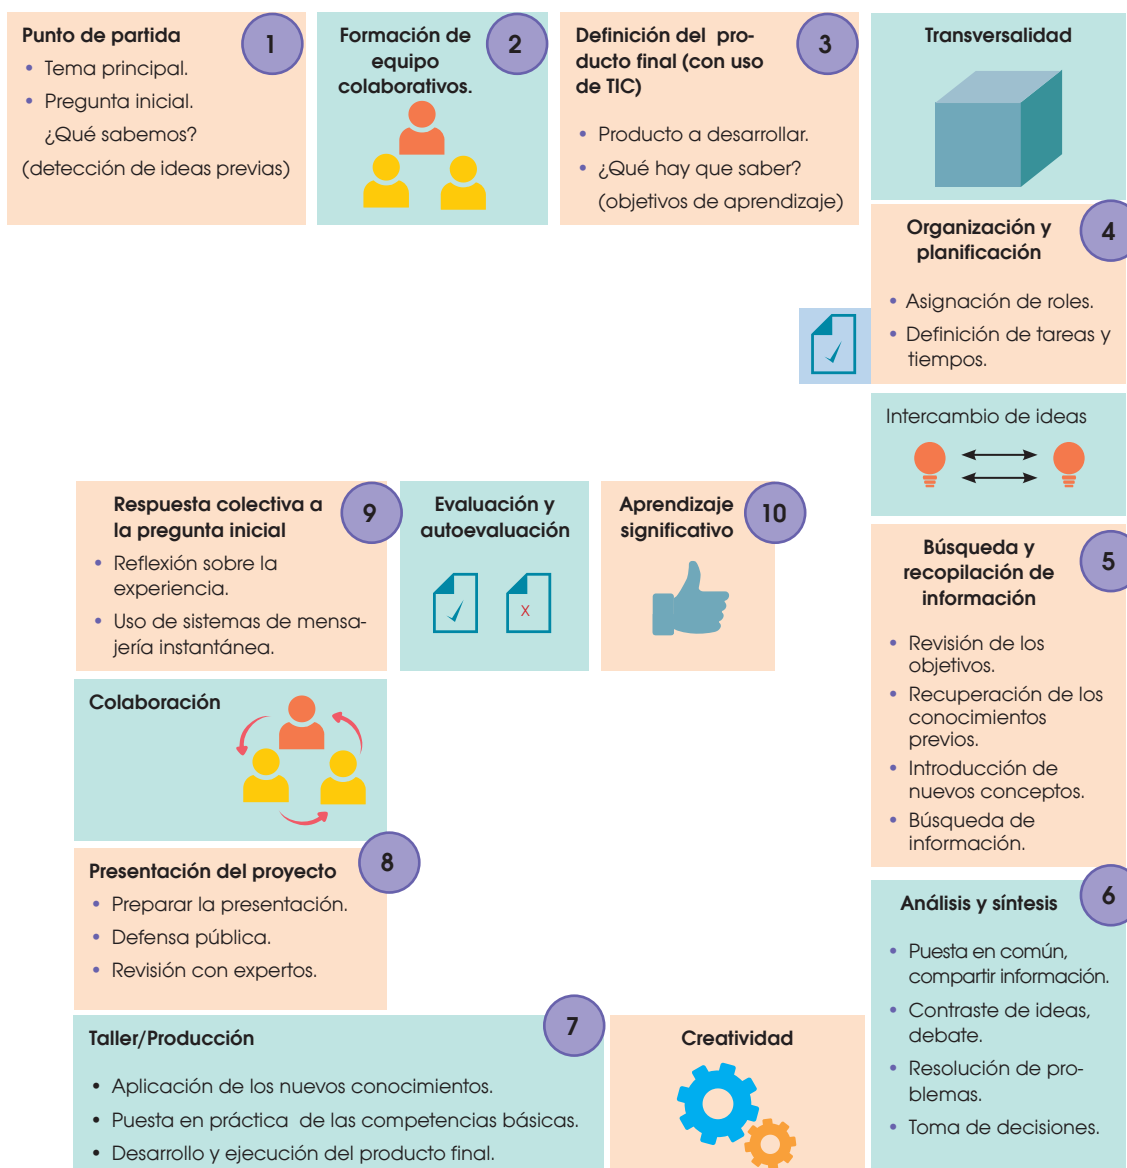 Punto de partida
1
• Tema principal.
• Pregunta inicial.
¿Qué sabemos?
(detección de ideas previas)
Formación de
equipo
colaborativos.
2
Definición del pro-
ducto final (con uso
de TIC)
3
• Producto a desarrollar.
• ¿Qué hay que saber?
(objetivos de aprendizaje)
Transversalidad
Organización y
planificación
4
• Asignación de roles.
• Definición de tareas y
tiempos.
Intercambio de ideas
Búsqueda y
recopilación de
información
5
• Revisión de los
objetivos.
• Recuperación de los
conocimientos
previos.
• Introducción de
nuevos conceptos.
• Búsqueda de
información.
Análisis y síntesis
6
• Puesta en común,
compartir información.
• Contraste de ideas,
debate.
• Resolución de pro-
blemas.
• Toma de decisiones.
Creatividad
Taller/Producción
7
• Aplicación de los nuevos conocimientos.
• Puesta en práctica de las competencias básicas.
• Desarrollo y ejecución del producto final.
Presentación del proyecto
8
• Preparar la presentación.
• Defensa pública.
• Revisión con expertos.
Colaboración
Respuesta colectiva a
la pregunta inicial
9
• Reflexión sobre la
experiencia.
• Uso de sistemas de mensa-
jería instantánea.
Evaluación y
autoevaluación
X
Aprendizaje
significativo
10